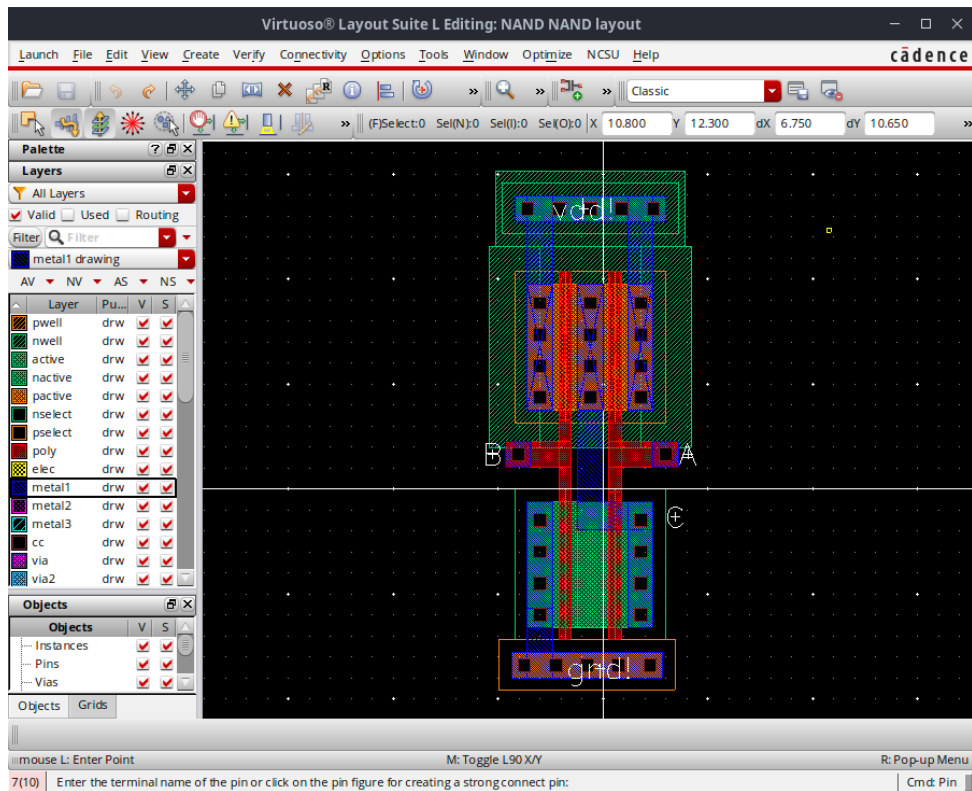 Virtuoso® Layout Suite L Editing: NAND NAND layout
Launch File Edit View Create Verify Connectivity Options Tools Window Optimize NCSU Help cādence
R » » » Classic
» (F)Select:0 Sel(N):0 Sel(I):0 Sel(O):0 X 10.800 Y 12.300 dX 6.750 dY 10.650 »
Palette ?
Layers
All Layers
Valid Used Routing
Filter Filter
metal1 drawing
AV NV AS NS
Layer Pu... V S
pwell drw
nwell drw
active drw
nactive drw
pactive drw
nselect drw
pselect drw
poly drw
elec drw
metal1 drw
metal2 drw
metal3 drw
cc drw
via drw
via2 drw
vdd!
B A
C
gnd!
Objects
Objects V S
Instances
Pins
Vias
Objects Grids
mouse L: Enter Point M: Toggle L90 X/Y R: Pop-up Menu
7(10) Enter the terminal name of the pin or click on the pin figure for creating a strong connect pin: Cmd: Pin